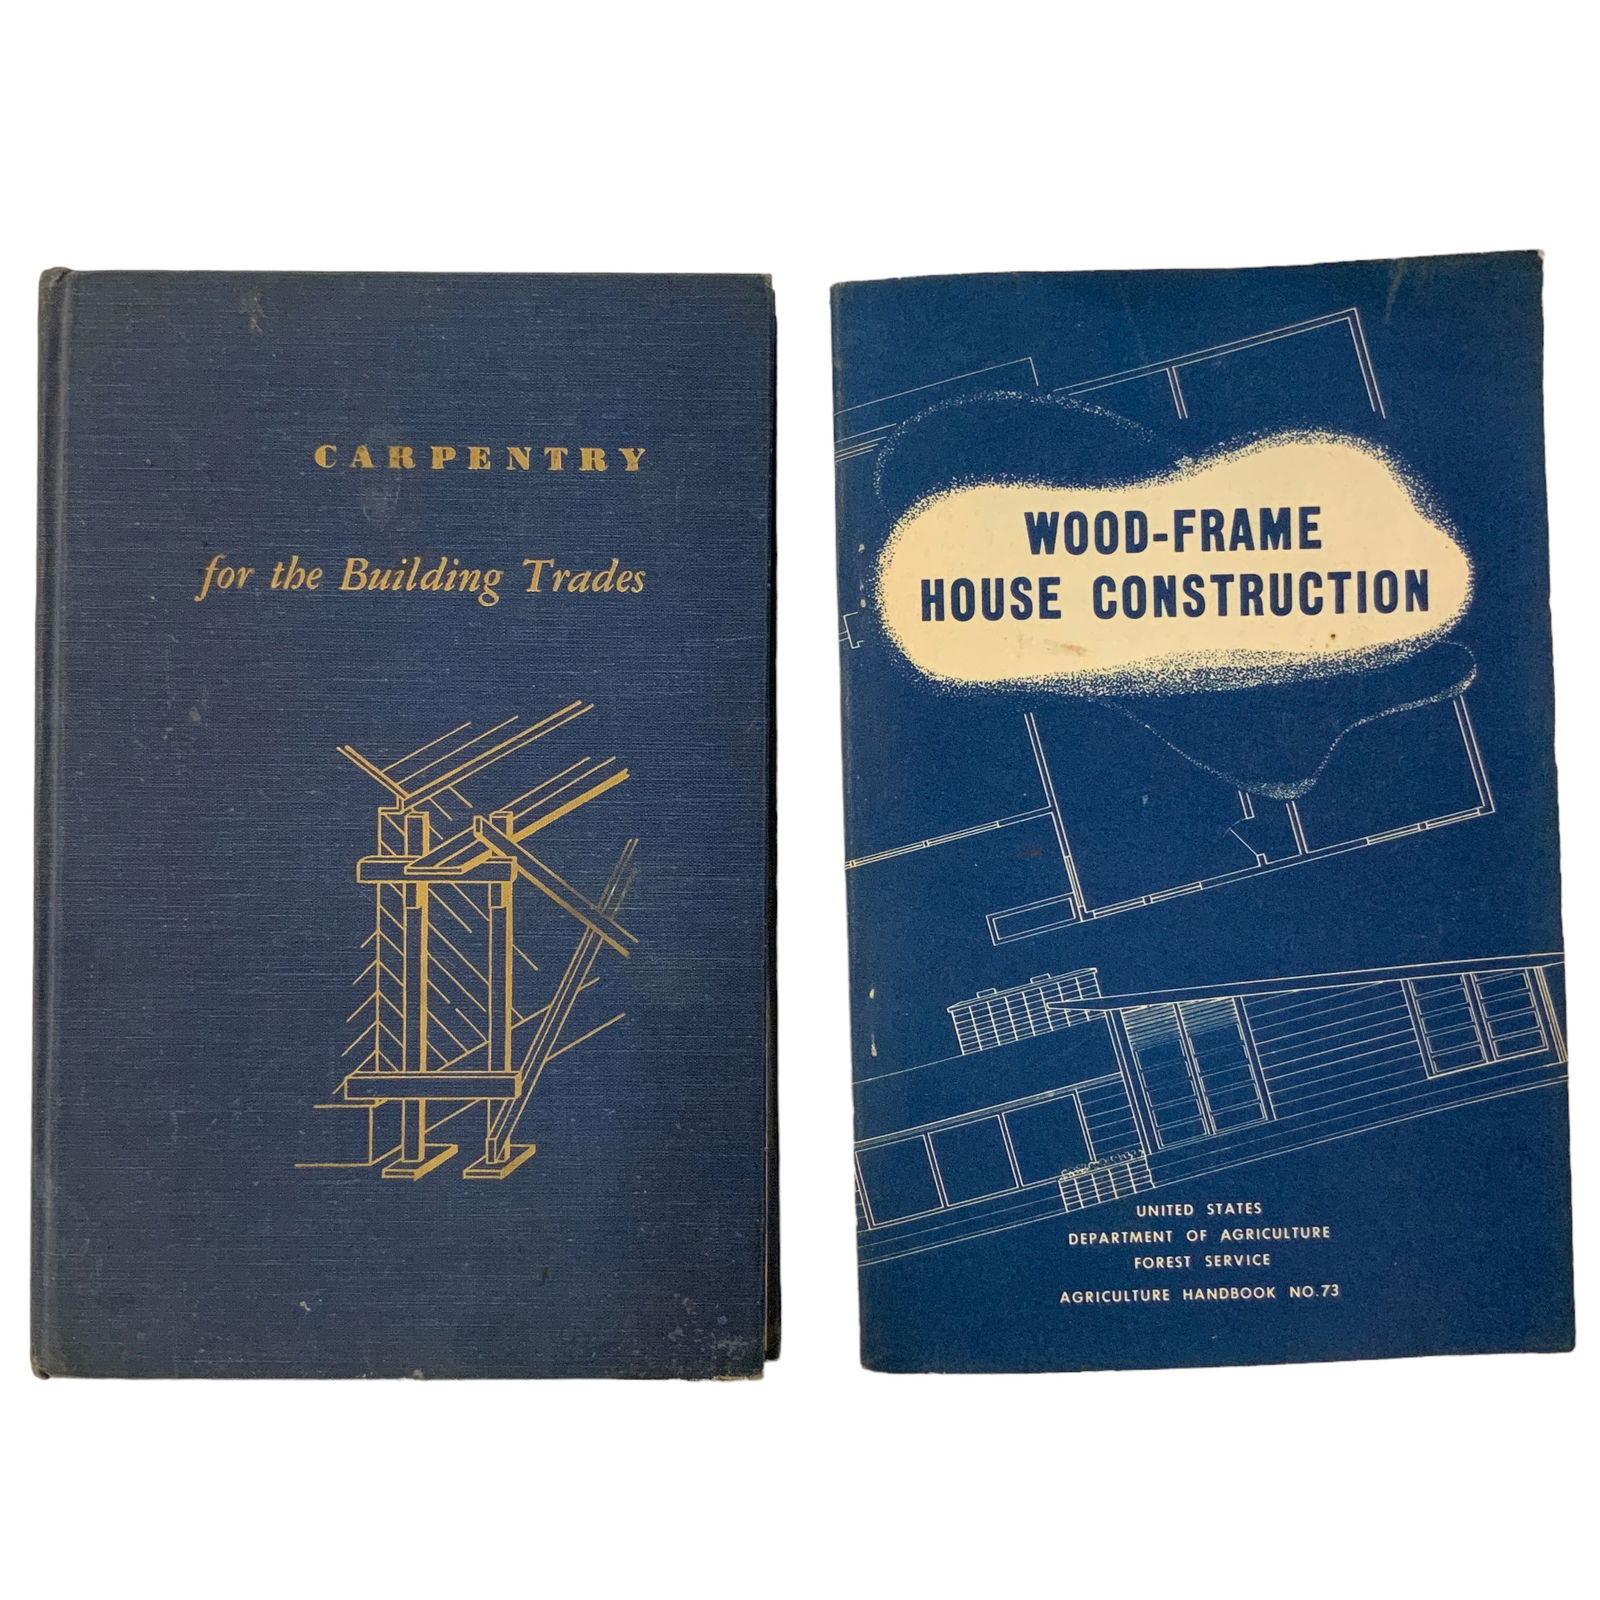 CARPENTRY
for the Building Trades
WOOD-FRAME
HOUSE CONSTRUCTION
UNITED STATES
DEPARTMENT OF AGRICULTURE
FOREST SERVICE
AGRICULTURE HANDBOOK NO.73